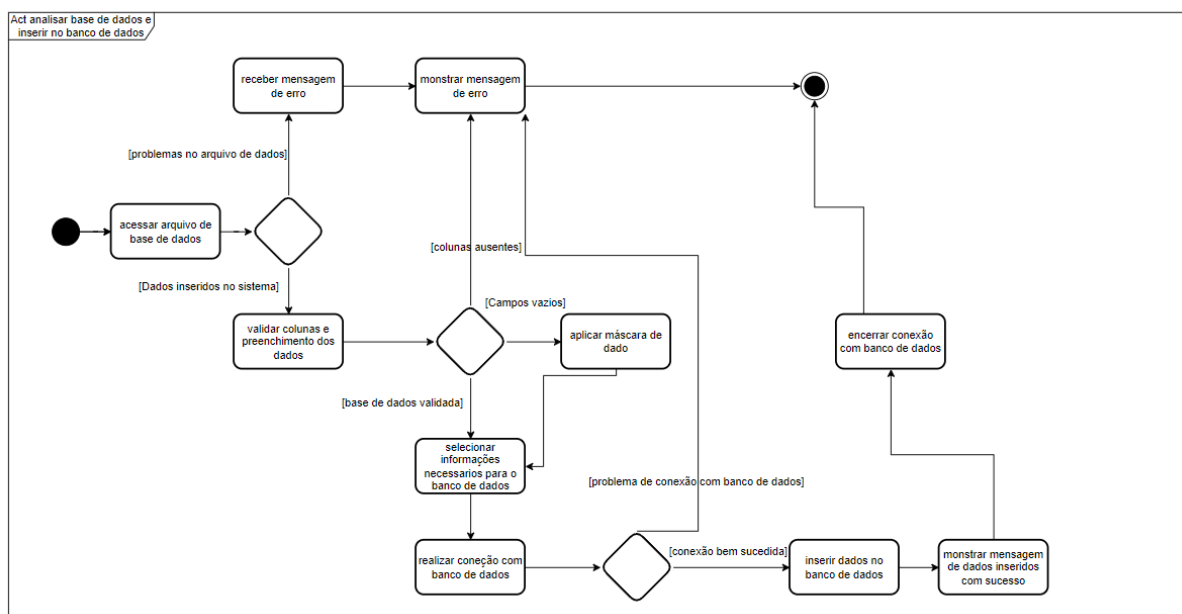 Act analisar base de dados e
inserir no banco de dados
receber mensagem
de erro
monstrar mensagem
de erro
[problemas no arquivo de dados]
acessar arquivo de
base de dados
[colunas ausentes]
[Dados inseridos no sistema]
[Campos vazios]
validar colunas e
preenchimento dos
dados
aplicar máscara de
dado
encerrar conexão
com banco de dados
[base de dados validada]
selecionar
informações
necessarios para o
banco de dados
[problema de conexão com banco de dados]
realizar coneção com
banco de dados
[conexão bem sucedida]
inserir dados no
banco de dados
monstrar mensagem
de dados inseridos
com sucesso